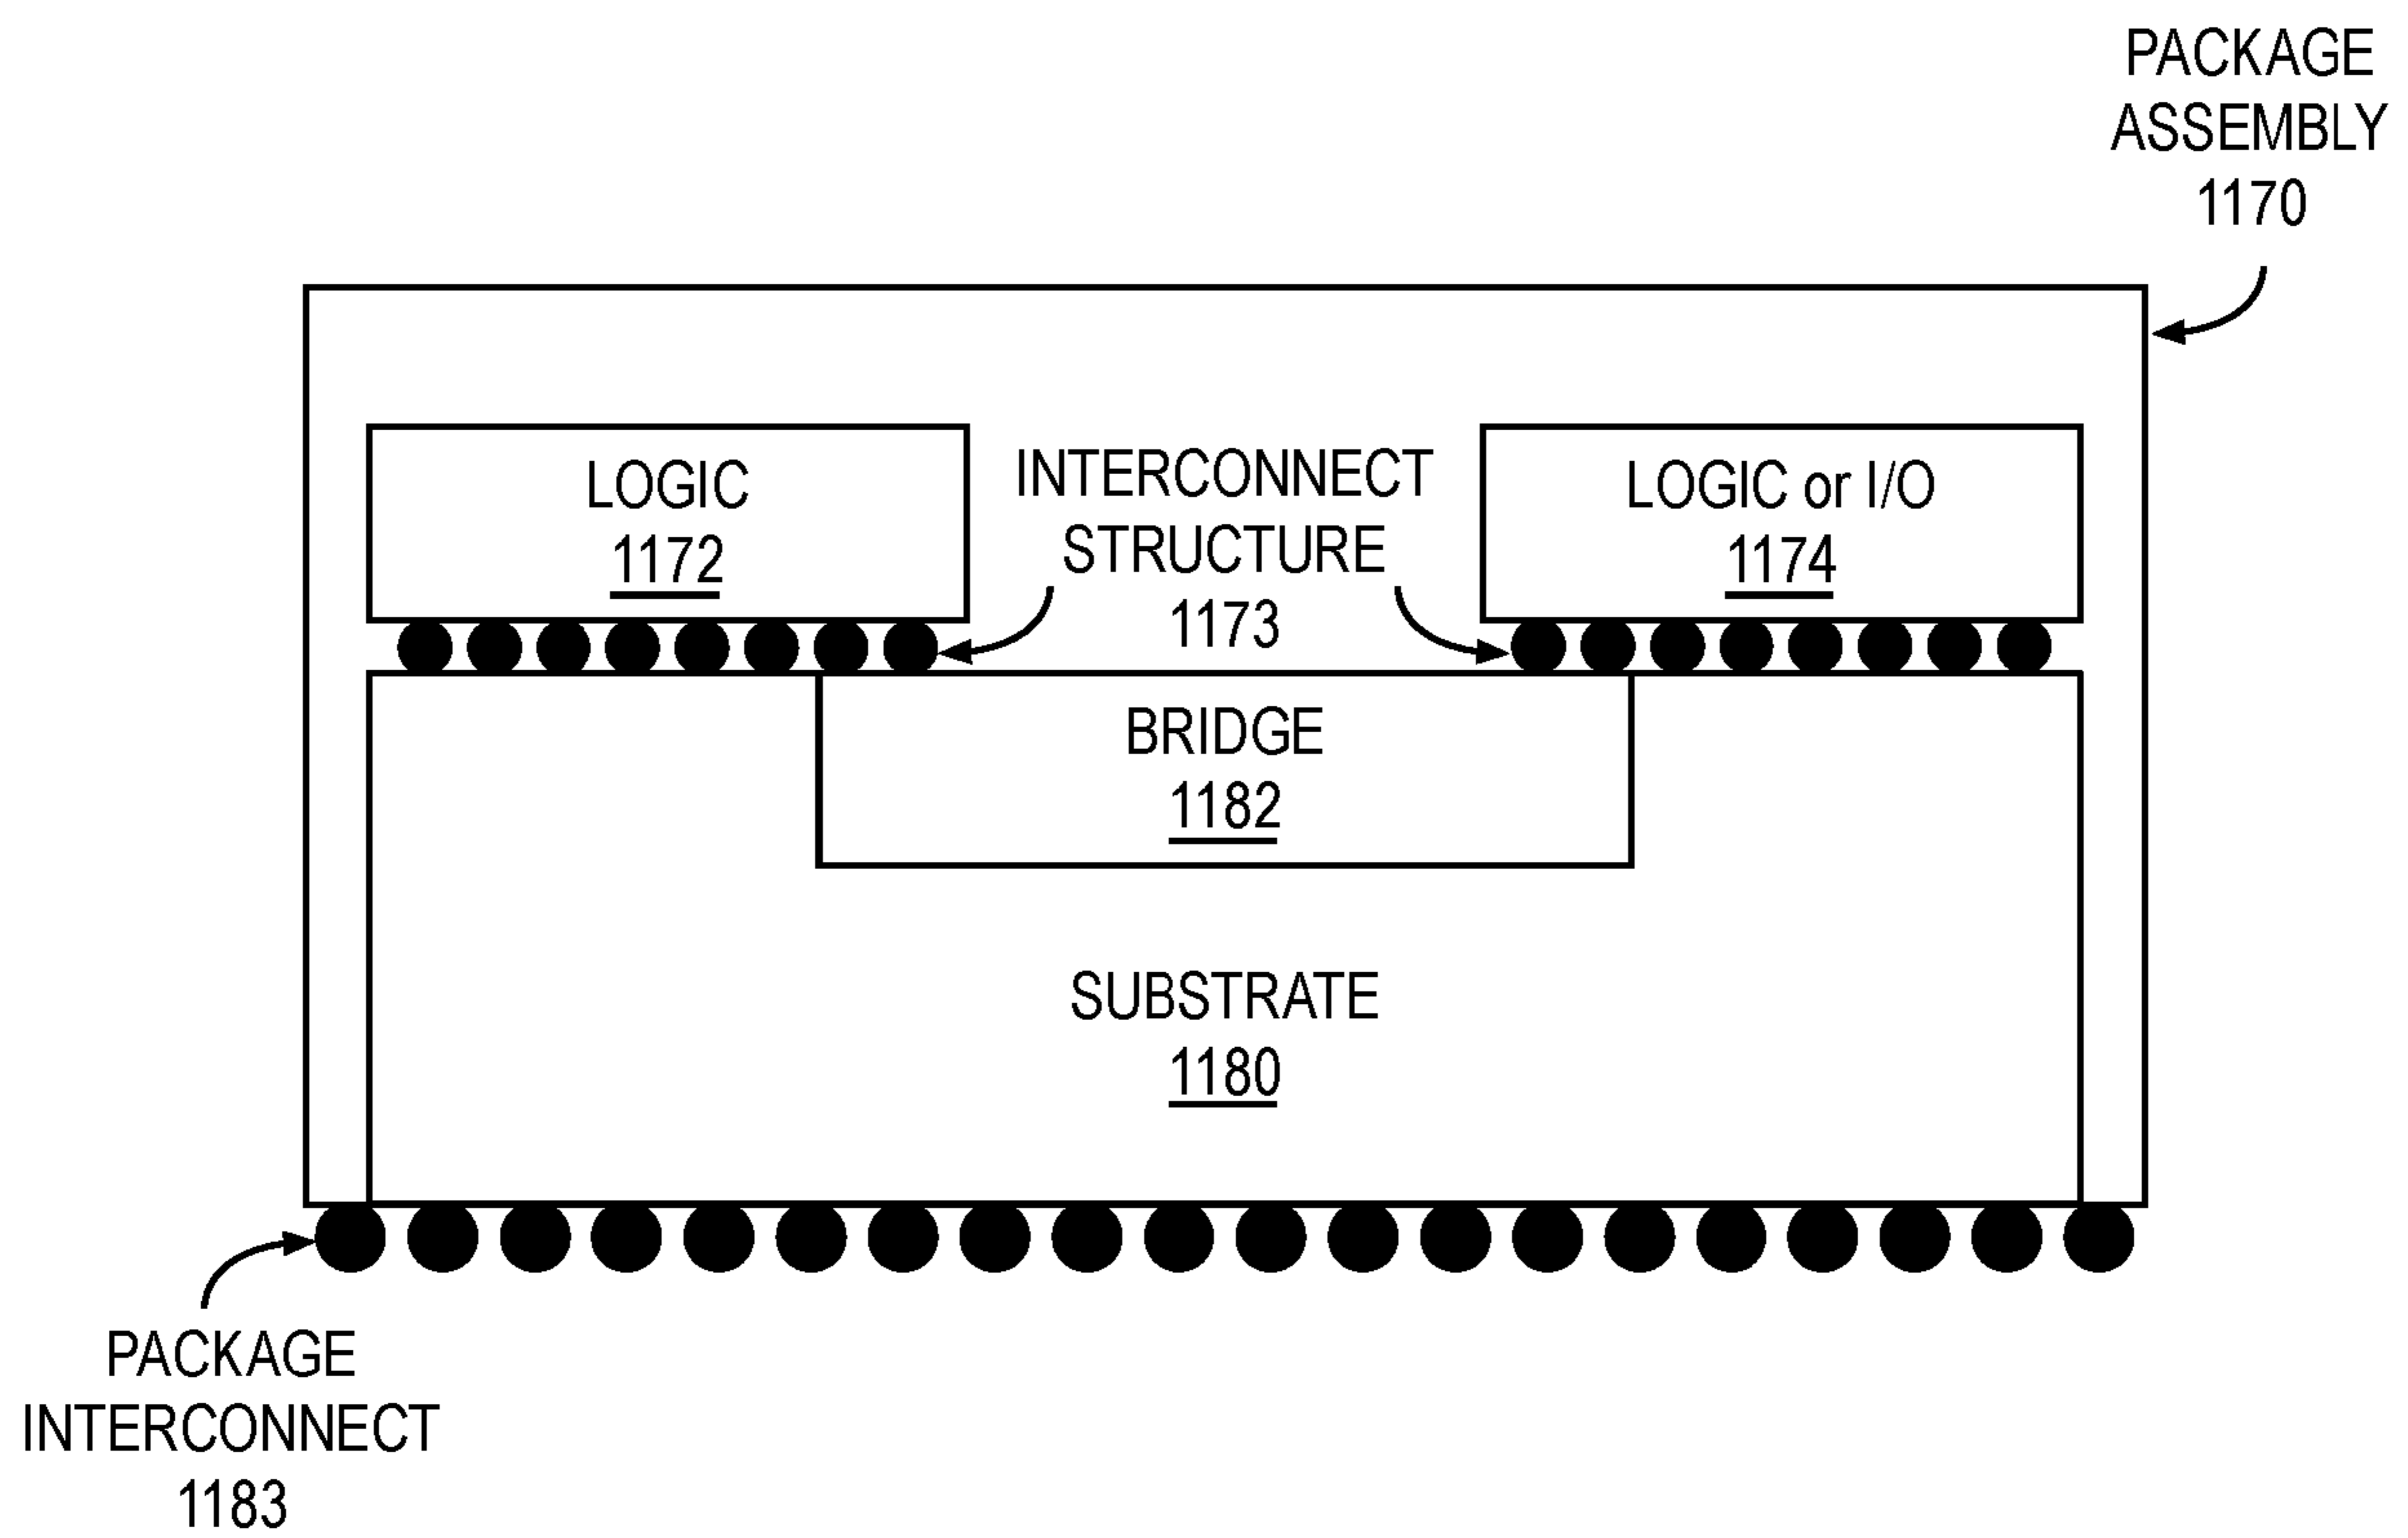 PACKAGE
ASSEMBLY
1170
LOGIC
1172
INTERCONNECT
STRUCTURE
1173
LOGIC or I/O
1174
BRIDGE
1182
SUBSTRATE
1180
PACKAGE
INTERCONNECT
1183